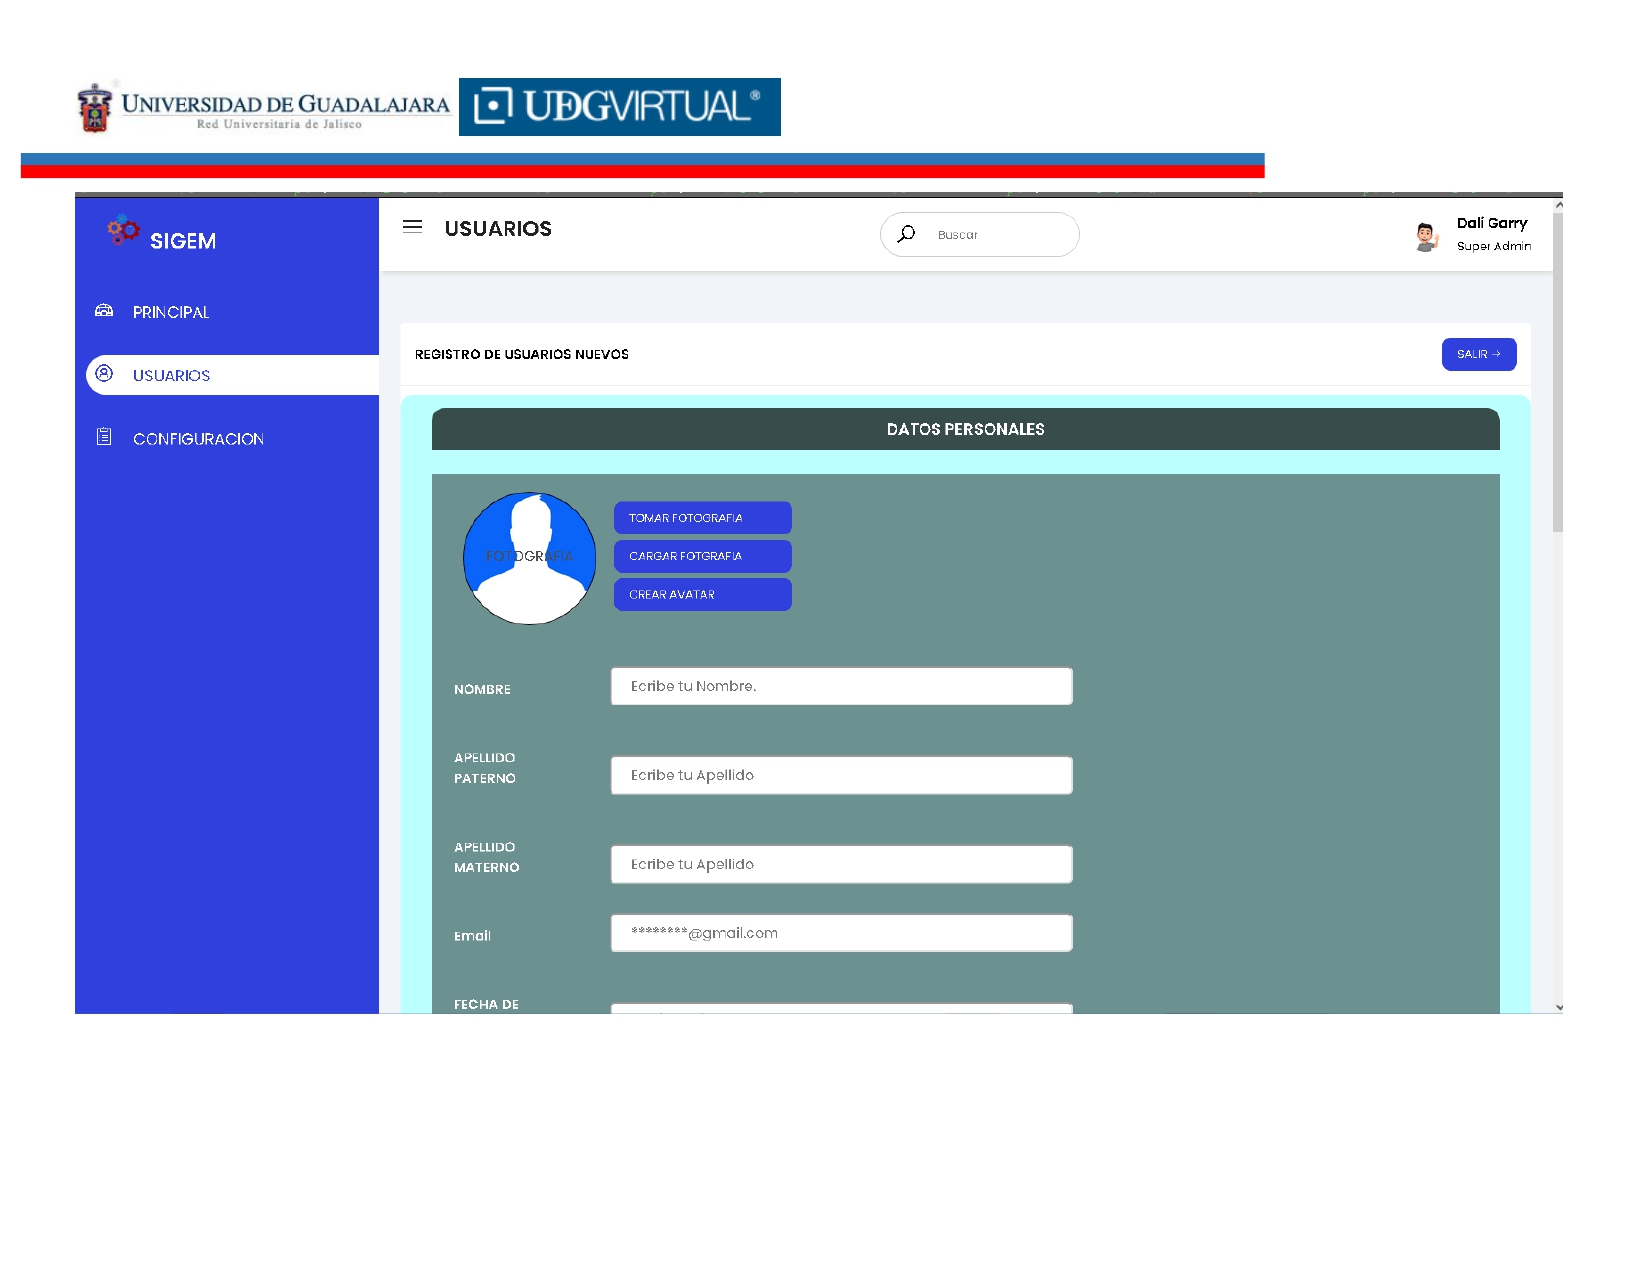 UNIVERSIDAD DE GUADALAJARA
Red Universitaria de Jalisco
UDGVIRTUAL®
SIGEM
USUARIOS
Buscar
Dali Garry
Super Admin
PRINCIPAL
USUARIOS
CONFIGURACION
REGISTRO DE USUARIOS NUEVOS
SALIR →
DATOS PERSONALES
FOTOGRAFIA
TOMAR FOTOGRAFIA
CARGAR FOTGRAFIA
CREAR AVATAR
NOMBRE
Ecribe tu Nombre.
APELLIDO
PATERNO
Ecribe tu Apellido
APELLIDO
MATERNO
Ecribe tu Apellido
Email
********@gmail.com
FECHA DE